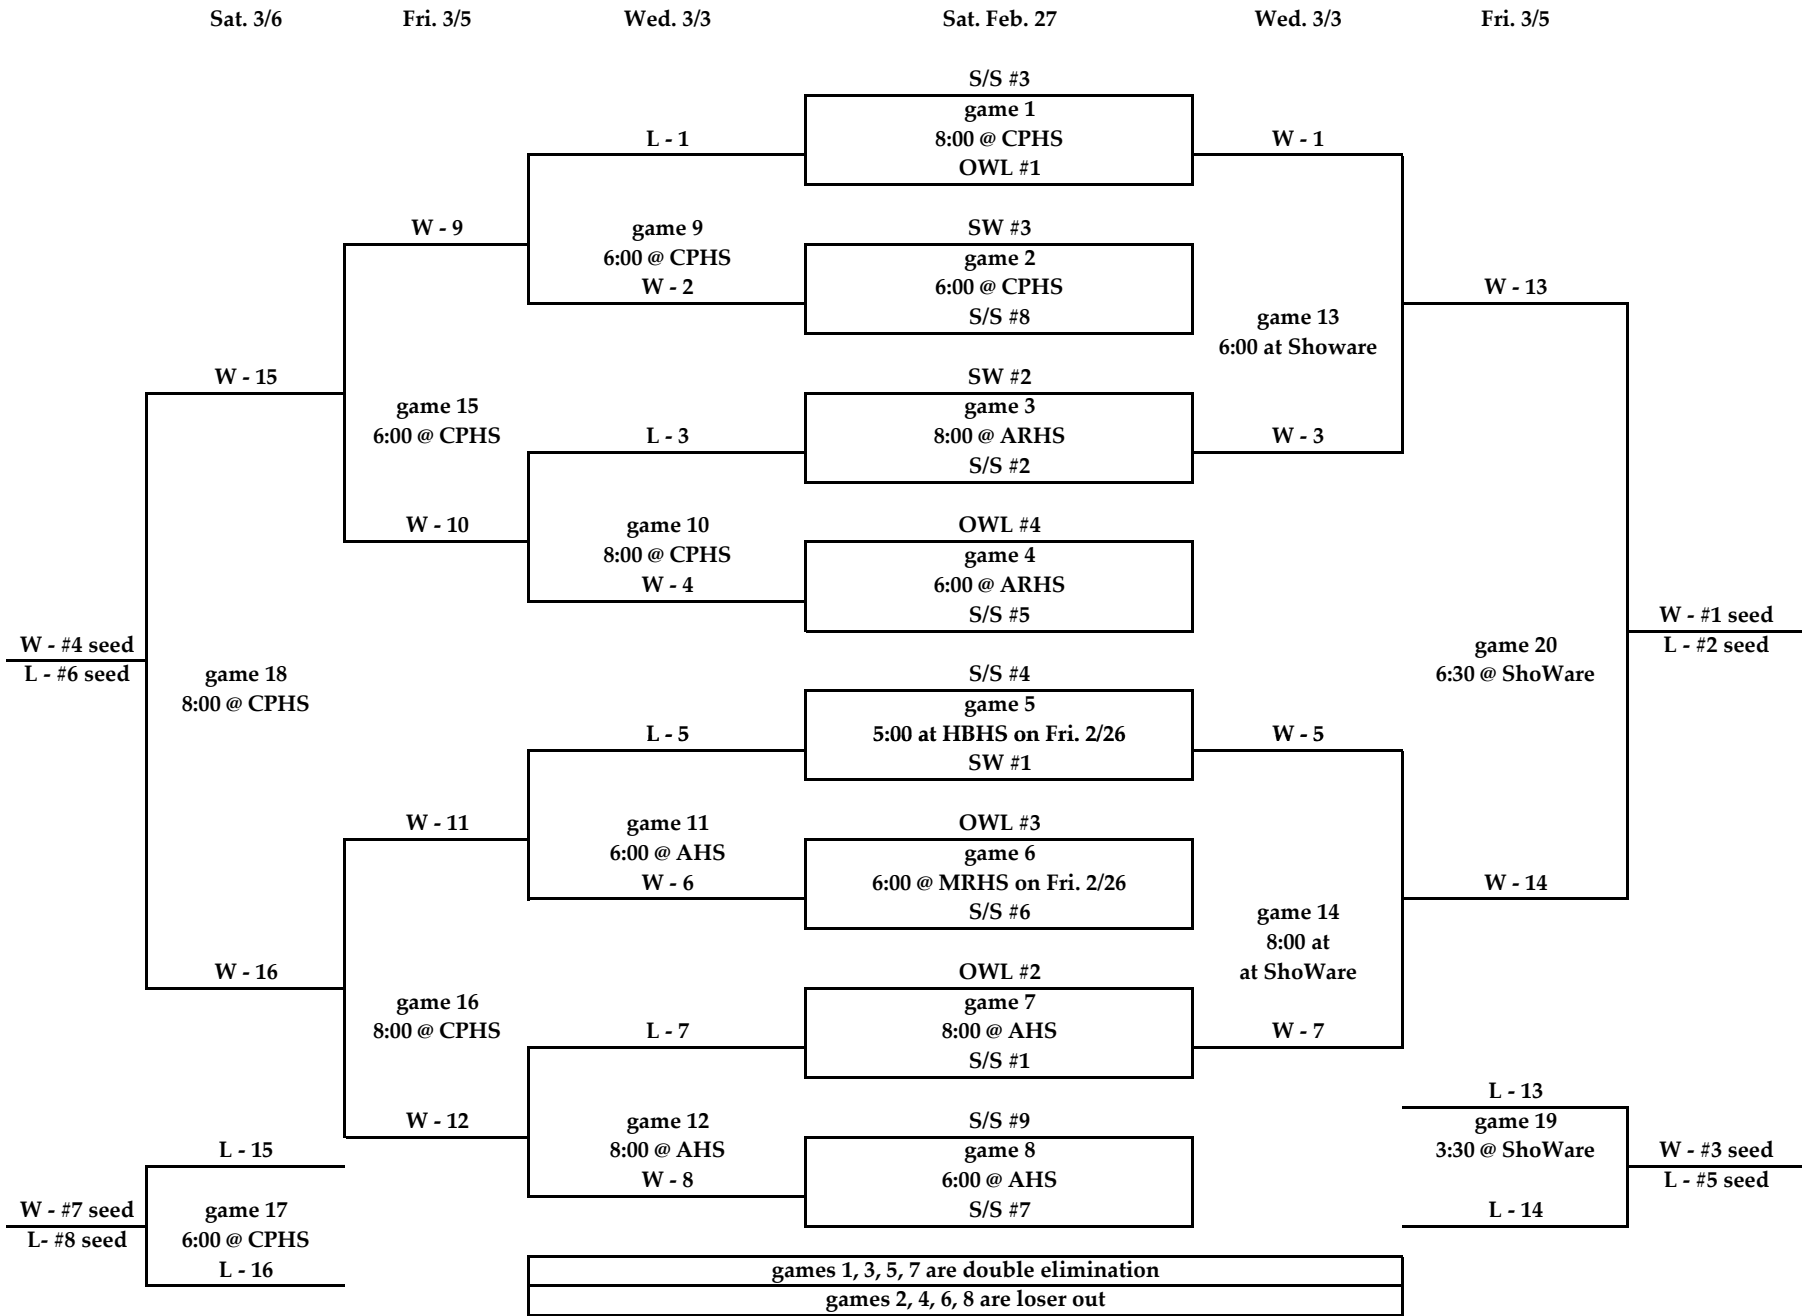 Sat. 3/6 Fri. 3/5 Wed. 3/3 Sat. Feb. 27 Wed. 3/3 Fri. 3/5
S/S #3
game 1
L - 1 8:00 @ CPHS W - 1
OWL #1
W - 9 game 9 SW #3
6:00 @ CPHS game 2
W - 2 6:00 @ CPHS W - 13
S/S #8 game 13
6:00 at Showare
W - 15 SW #2
game 15 game 3
6:00 @ CPHS L - 3 8:00 @ ARHS W - 3
S/S #2
W - 10 game 10 OWL #4
8:00 @ CPHS game 4
W - 4 6:00 @ ARHS
S/S #5 W - #1 seed
W - #4 seed game 20 L - #2 seed
L - #6 seed game 18 S/S #4 6:30 @ ShoWare
8:00 @ CPHS game 5
L - 5 5:00 at HBHS on Fri. 2/26 W - 5
SW #1
W - 11 game 11 OWL #3
6:00 @ AHS game 6
W - 6 6:00 @ MRHS on Fri. 2/26 W - 14
S/S #6 game 14
8:00 at
W - 16 OWL #2 at ShoWare
game 16 game 7
8:00 @ CPHS L - 7 8:00 @ AHS W - 7
S/S #1
L - 13
W - 12 game 12 S/S #9 game 19
L - 15 8:00 @ AHS game 8 3:30 @ ShoWare W - #3 seed
W - 8 6:00 @ AHS L - #5 seed
W - #7 seed game 17 S/S #7 L - 14
L- #8 seed 6:00 @ CPHS
L - 16 games 1, 3, 5, 7 are double elimination
games 2, 4, 6, 8 are loser out